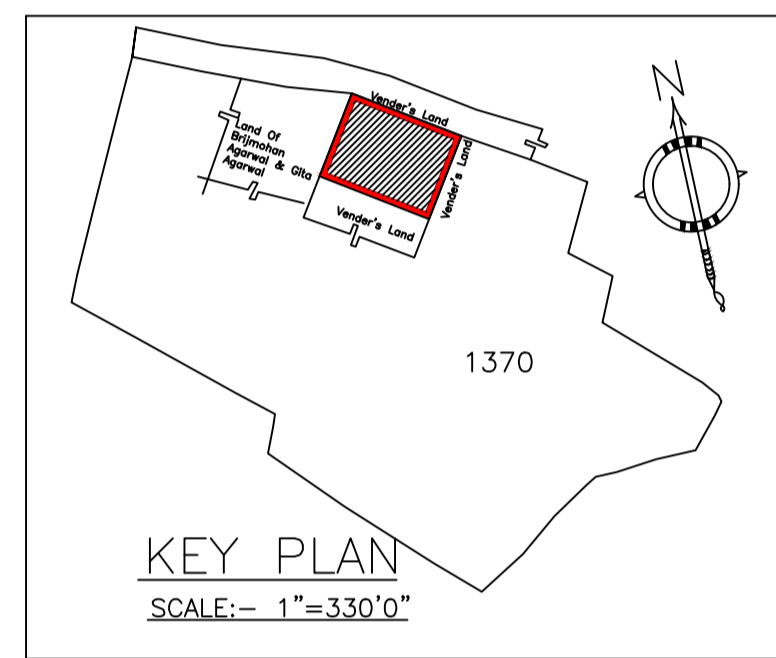 N
Vender's Land
Land Of
Brijmohan
Agarwal & Gita
Agarwal
Vender's Land
Vender's Land
1370
KEY PLAN
SCALE:- 1"=330'0"